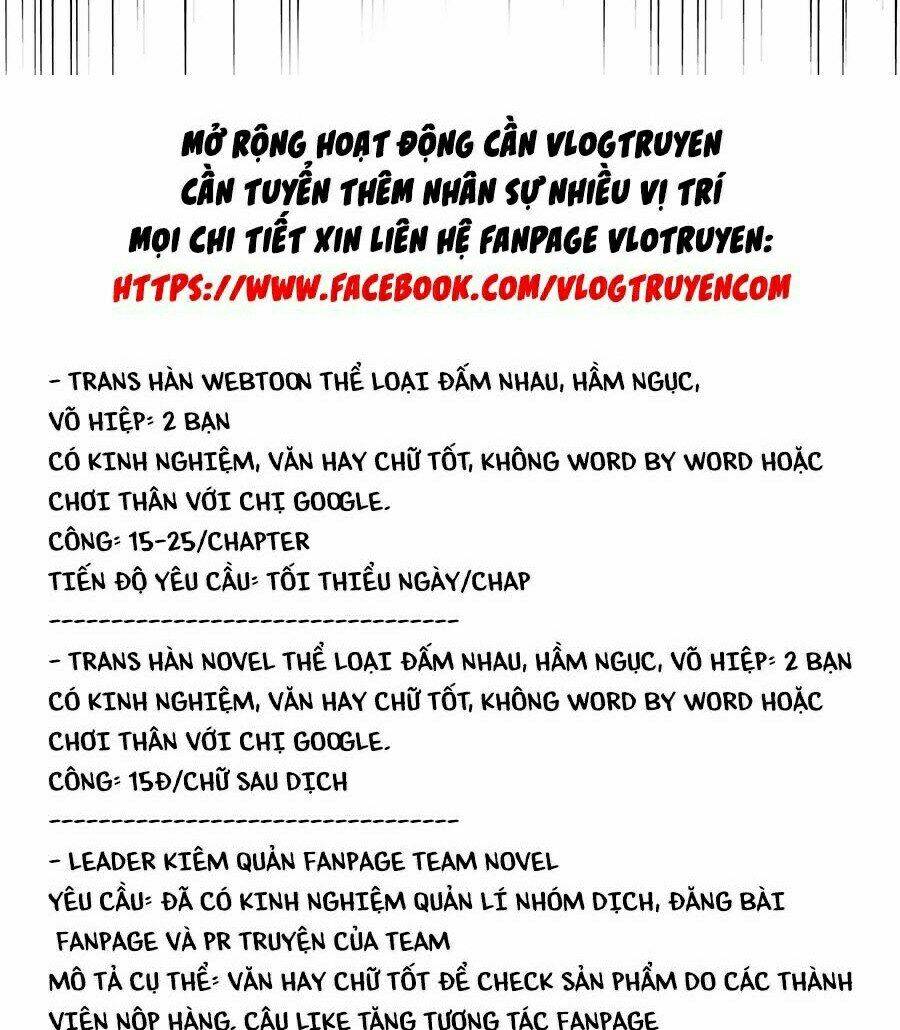 MỞ RỘNG HOẠT ĐỘNG CẦN VLOGTRUYEN
CẦN TUYỂN THÊM NHÂN SỰ NHIỀU VỊ TRÍ
MỌI CHI TIẾT XIN LIÊN HỆ FANPAGE VLOTRUYEN:
HTTPS://WWW.FACEBOOK.COM/VLOGTRUYENCOM
- TRANS HÀN WEBTOON THỂ LOẠI ĐẤM NHAU, HẦM NGỤC,
VÕ HIỆP: 2 BẠN
CÓ KINH NGHIỆM, VĂN HAY CHỮ TỐT, KHÔNG WORD BY WORD HOẶC
CHƠI THÂN VỚI CHỊ GOOGLE.
CÔNG: 15-25/CHAPTER
TIẾN ĐỘ YÊU CẦU: TỐI THIỂU NGÀY/CHAP
---------------------------------
- TRANS HÀN NOVEL THỂ LOẠI ĐẤM NHAU, HẦM NGỤC, VÕ HIỆP: 2 BẠN
CÓ KINH NGHIỆM, VĂN HAY CHỮ TỐT, KHÔNG WORD BY WORD HOẶC
CHƠI THÂN VỚI CHỊ GOOGLE.
CÔNG: 15Đ/CHỮ SAU DỊCH
---------------------------------
- LEADER KIÊM QUẢN FANPAGE TEAM NOVEL
YÊU CẦU: ĐÃ CÓ KINH NGHIỆM QUẢN LÍ NHÓM DỊCH, ĐĂNG BÀI
FANPAGE VÀ PR TRUYỆN CỦA TEAM
MÔ TẢ CỤ THỂ: VĂN HAY CHỮ TỐT ĐỂ CHECK SẢN PHẨM DO CÁC THÀNH
VIÊN NỘP HÀNG, CÂU LIKE TĂNG TƯƠNG TÁC FANPAGE